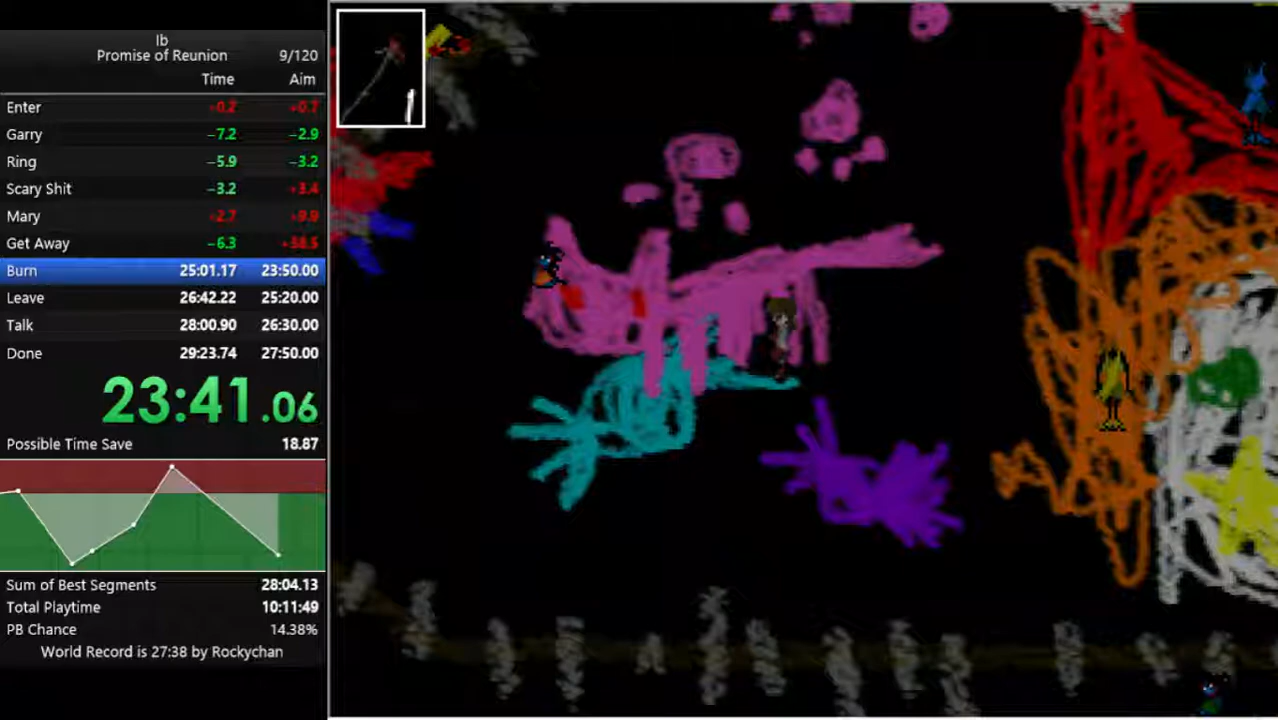 Ib
Promise of Reunion 9/120
Time Aim
Enter +0.2 +0.7
Garry −7.2 −2.9
Ring −5.9 −3.2
Scary Shit −3.2 +3.4
Mary +2.7 +9.9
Get Away −6.3 +38.5
Burn 25:01.17 23:50.00
Leave 26:42.22 25:20.00
Talk 28:00.90 26:30.00
Done 29:23.74 27:50.00
23:41.06
Possible Time Save 18.87
Sum of Best Segments 28:04.13
Total Playtime 10:11:49
PB Chance 14.38%
World Record is 27:38 by Rockychan
1